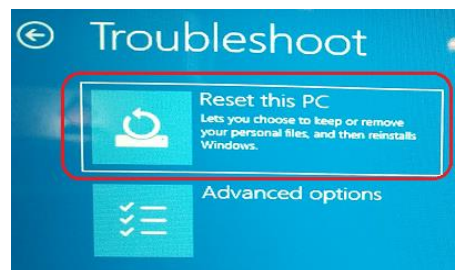 Troubleshoot
Reset this PC
Lets you choose to keep or remove
your personal files, and then reinstalls
Windows.
Advanced options